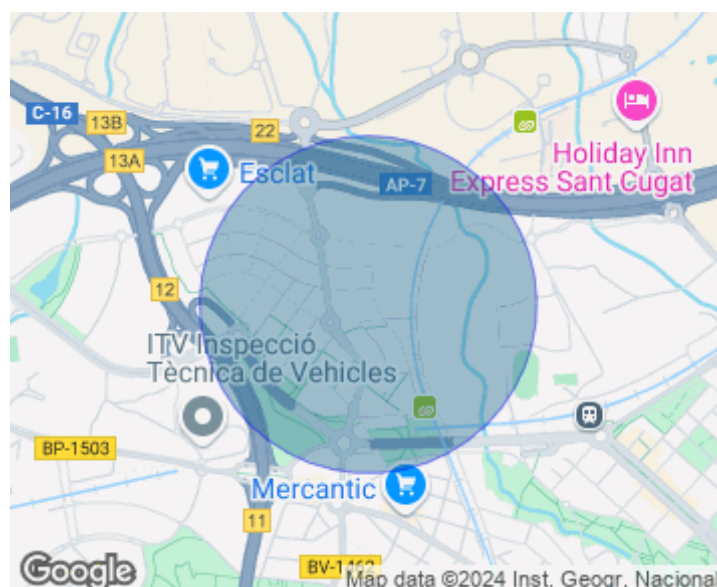 C-16
13B
22
13A
Esclat
Holiday Inn
Express Sant Cugat
AP-7
12
ITV Inspecció
Tècnica de Vehicles
BP-1503
Mercantic
11
BV-1462
Google
Map data ©2024 Inst. Geogr. Nacional